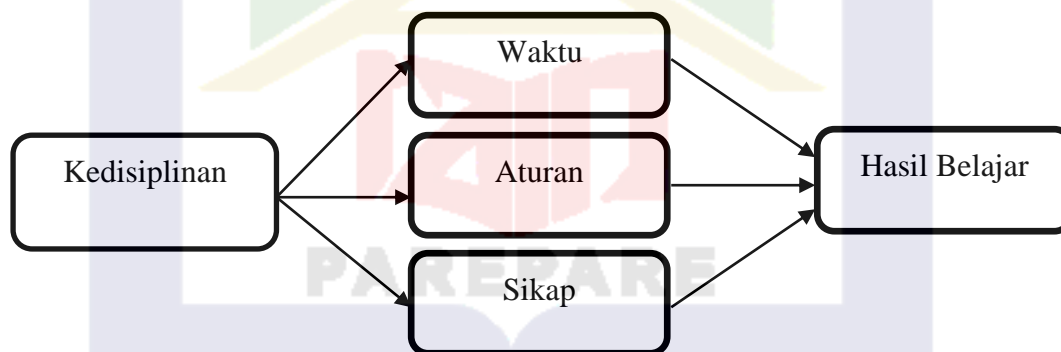 Waktu
Kedisiplinan
Aturan
Hasil Belajar
Sikap
PAREPARE